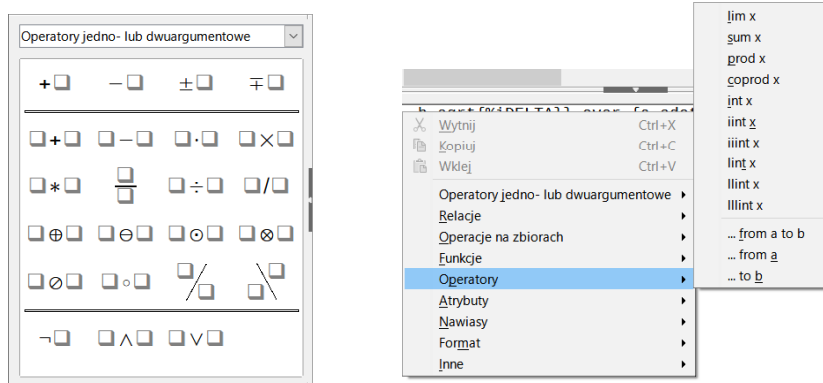 Operatory jedno- lub dwuargumentowe
+❏ −❏ ±❏ ∓❏
❏+❏ ❏−❏ ❏·❏ ❏×❏
❏∗❏ ❏ ❏÷❏ ❏/❏
❏
❏⊕❏ ❏⊖❏ ❏⊙❏ ❏⊗❏
❏⊘❏ ❏∘❏ ❏/❏ ❏\❏
¬❏ ❏∧❏ ❏∨❏
Wytnij Ctrl+X
Kopiuj Ctrl+C
Wklej Ctrl+V
Operatory jedno- lub dwuargumentowe
Relacje
Operacje na zbiorach
Funkcje
Operatory
Atrybuty
Nawiasy
Format
Inne
lim x
sum x
prod x
coprod x
int x
iint x
iiint x
lint x
llint x
lllint x
... from a to b
... from a
... to b